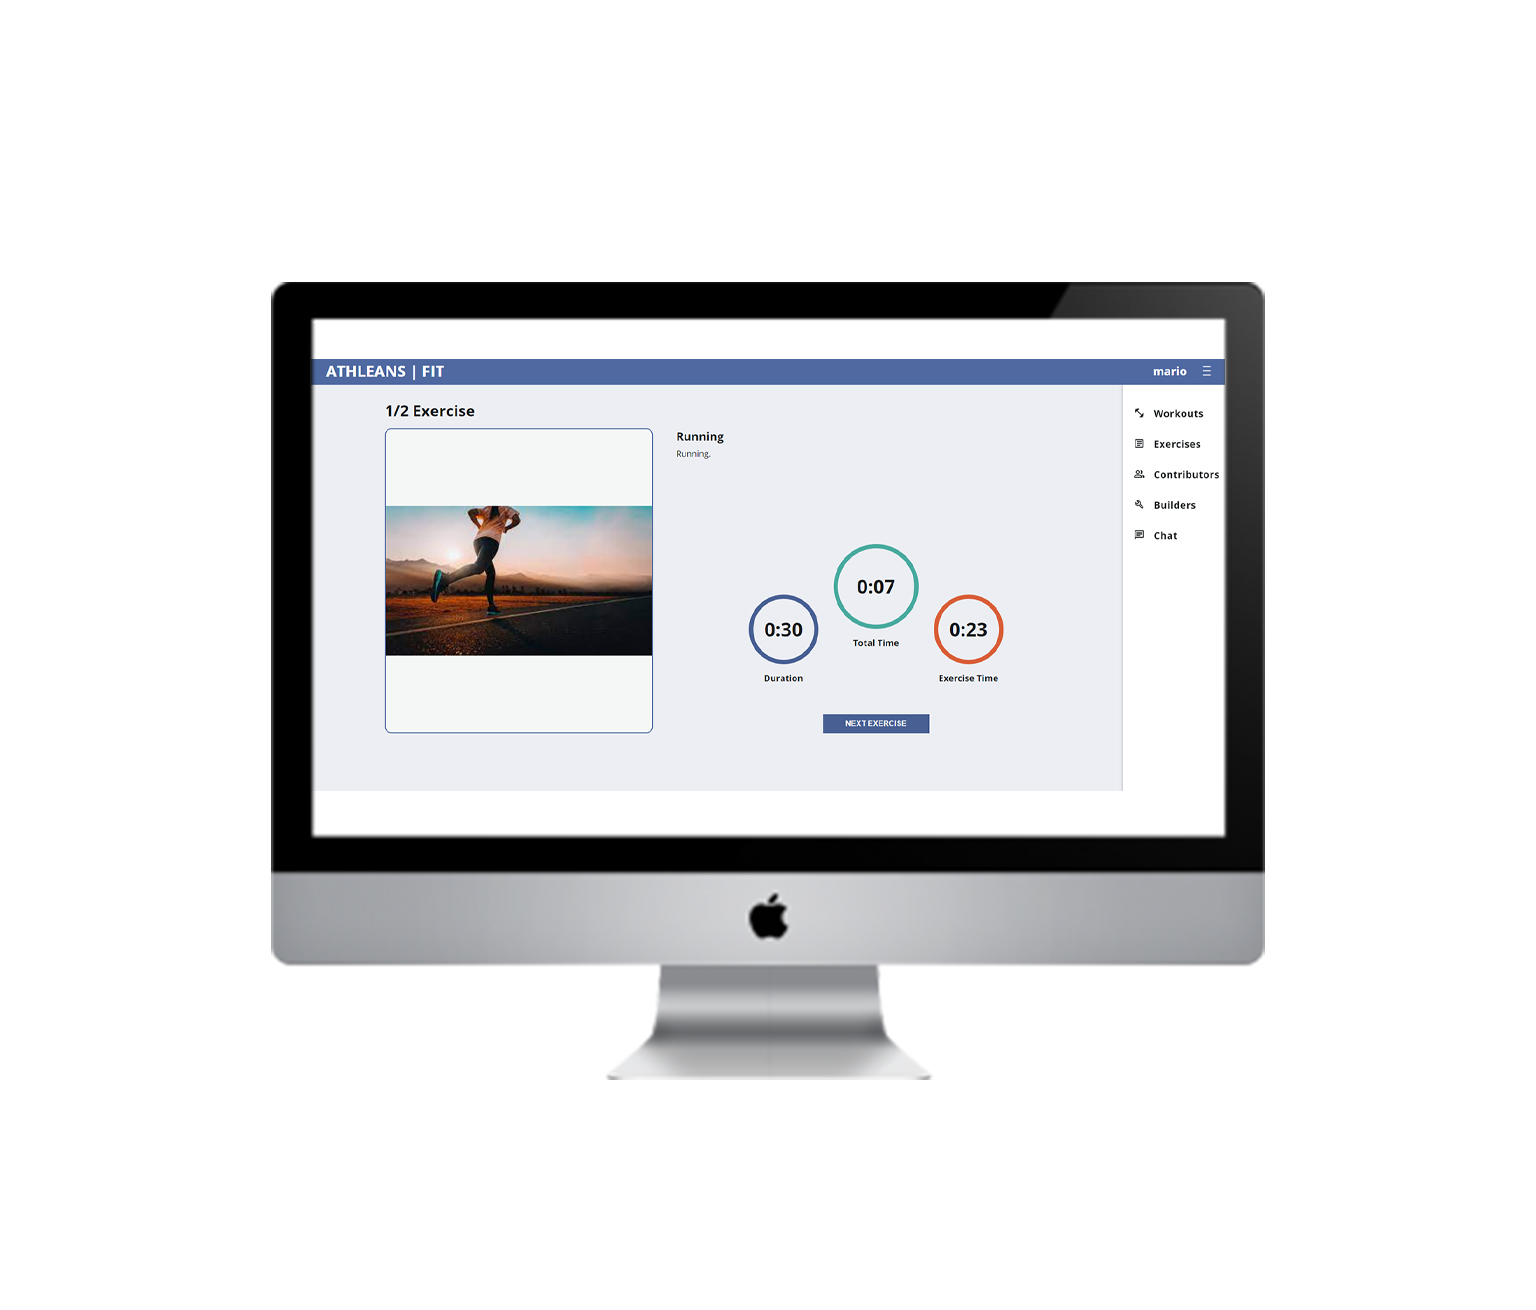 ATHLEANS | FIT
mario
1/2 Exercise
Running
Running.
0:07
Total Time
0:30
Duration
0:23
Exercise Time
NEXT EXERCISE
Workouts
Exercises
Contributors
Builders
Chat